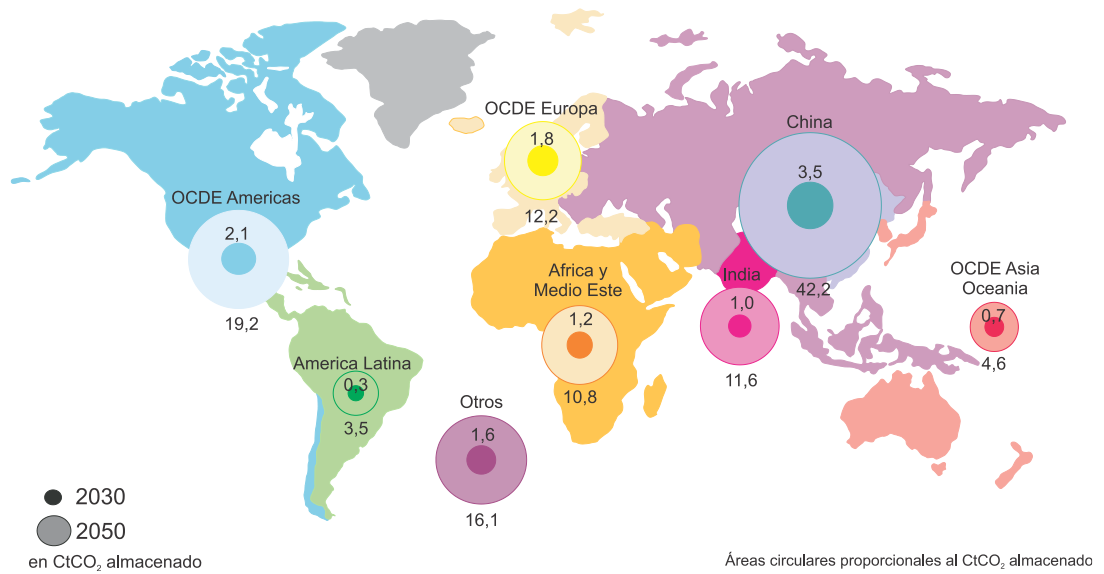 OCDE Europa
1,8
12,2
China
3,5
42,2
OCDE Americas
2,1
19,2
Africa y
Medio Este
1,2
10,8
India
1,0
11,6
OCDE Asia
Oceania
0,7
4,6
America Latina
0,3
3,5
Otros
1,6
16,1
2030
2050
en CtCO₂ almacenado
Áreas circulares proporcionales al CtCO₂ almacenado